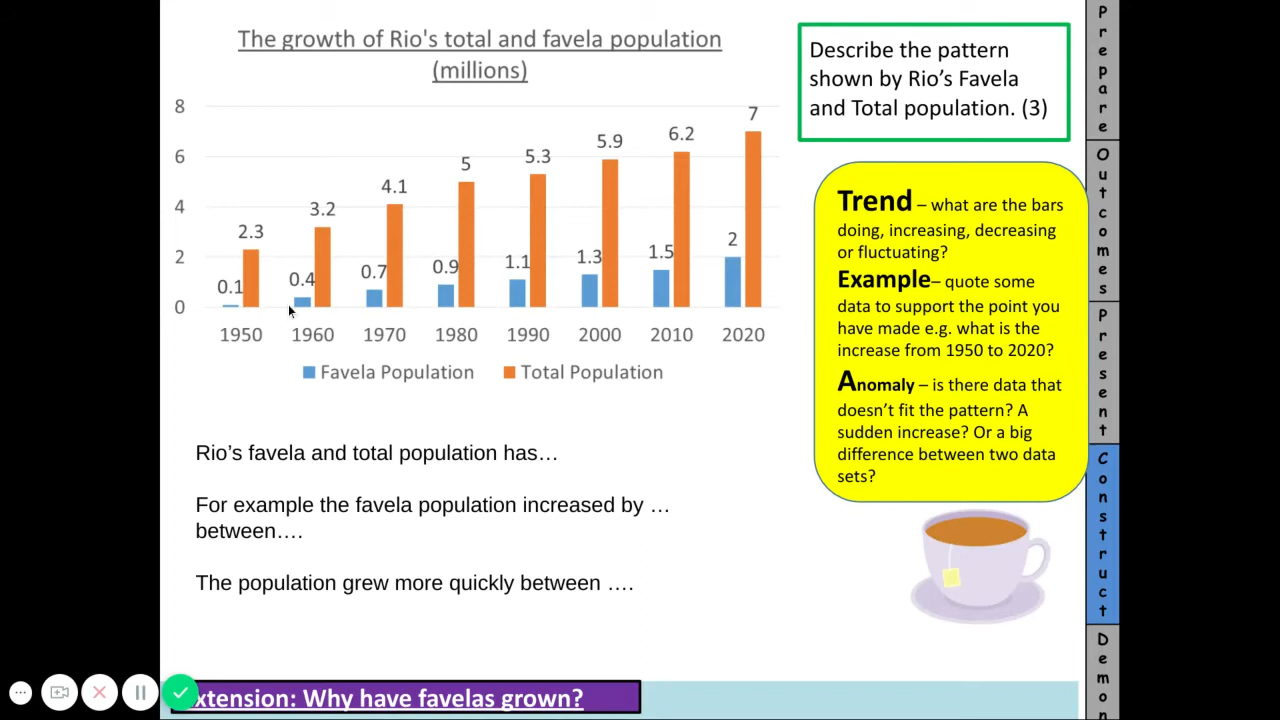 The growth of Rio's total and favela population
(millions)
8
6
4
2
0
0.1
2.3
0.4
3.2
0.7
4.1
0.9
5
1.1
5.3
1.3
5.9
1.5
6.2
2
7
1950 1960 1970 1980 1990 2000 2010 2020
Favela Population Total Population
Describe the pattern
shown by Rio’s Favela
and Total population. (3)
Trend – what are the bars
doing, increasing, decreasing
or fluctuating?
Example– quote some
data to support the point you
have made e.g. what is the
increase from 1950 to 2020?
Anomaly – is there data that
doesn’t fit the pattern? A
sudden increase? Or a big
difference between two data
sets?
Rio’s favela and total population has…
For example the favela population increased by …
between….
The population grew more quickly between ….
xtension: Why have favelas grown?
Prepare
Outcomes
Present
Construct
Demon